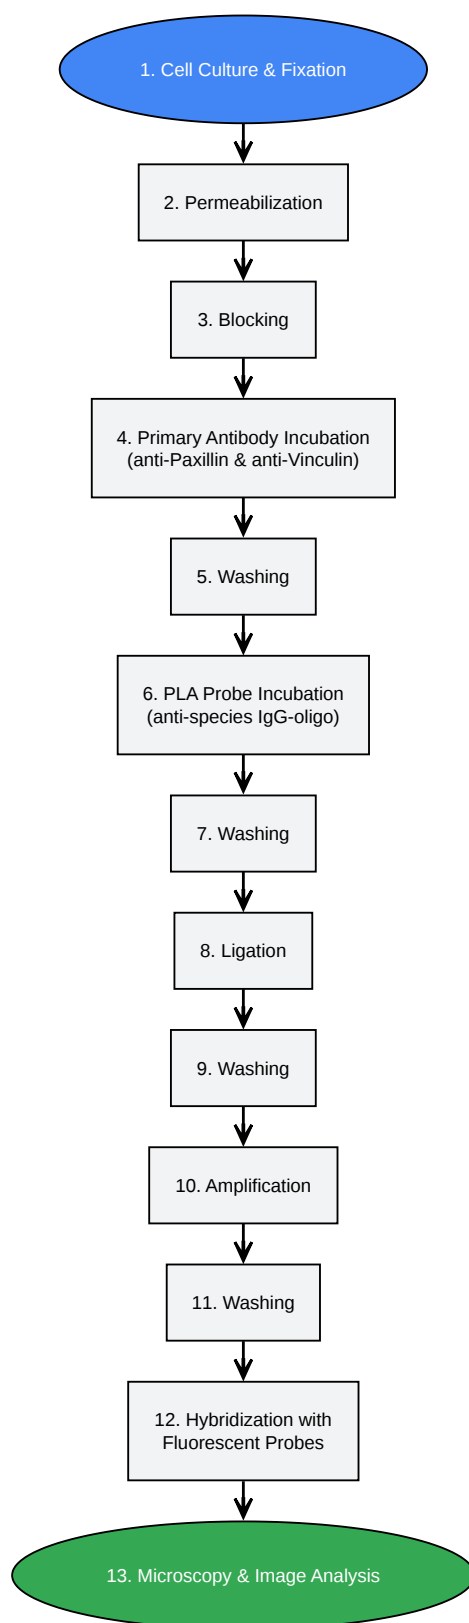 1. Cell Culture & Fixation
2. Permeabilization
3. Blocking
4. Primary Antibody Incubation
(anti-Paxillin & anti-Vinculin)
5. Washing
6. PLA Probe Incubation
(anti-species IgG-oligo)
7. Washing
8. Ligation
9. Washing
10. Amplification
11. Washing
12. Hybridization with
Fluorescent Probes
13. Microscopy & Image Analysis